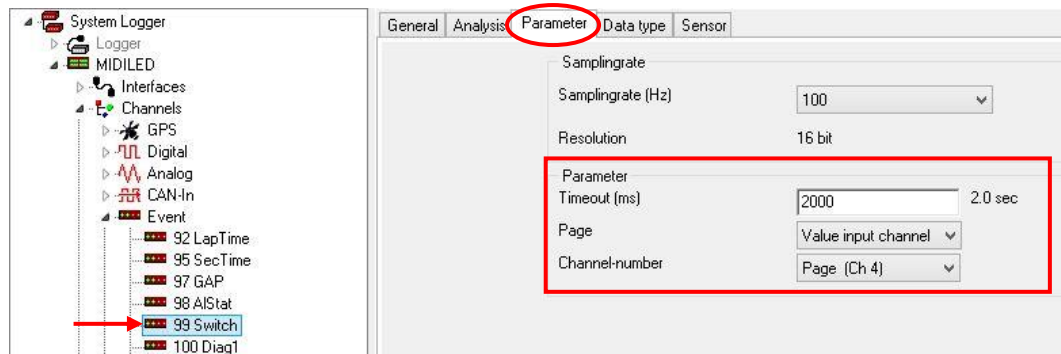 System Logger
Logger
MIDILED
Interfaces
Channels
GPS
Digital
Analog
CAN-In
Event
92 LapTime
95 SecTime
97 GAP
98 AlStat
99 Switch
100 Diag1
General Analysis Parameter Data type Sensor
Samplingrate
Samplingrate (Hz) 100
Resolution 16 bit
Parameter
Timeout (ms) 2000 2.0 sec
Page Value input channel
Channel-number Page (Ch 4)